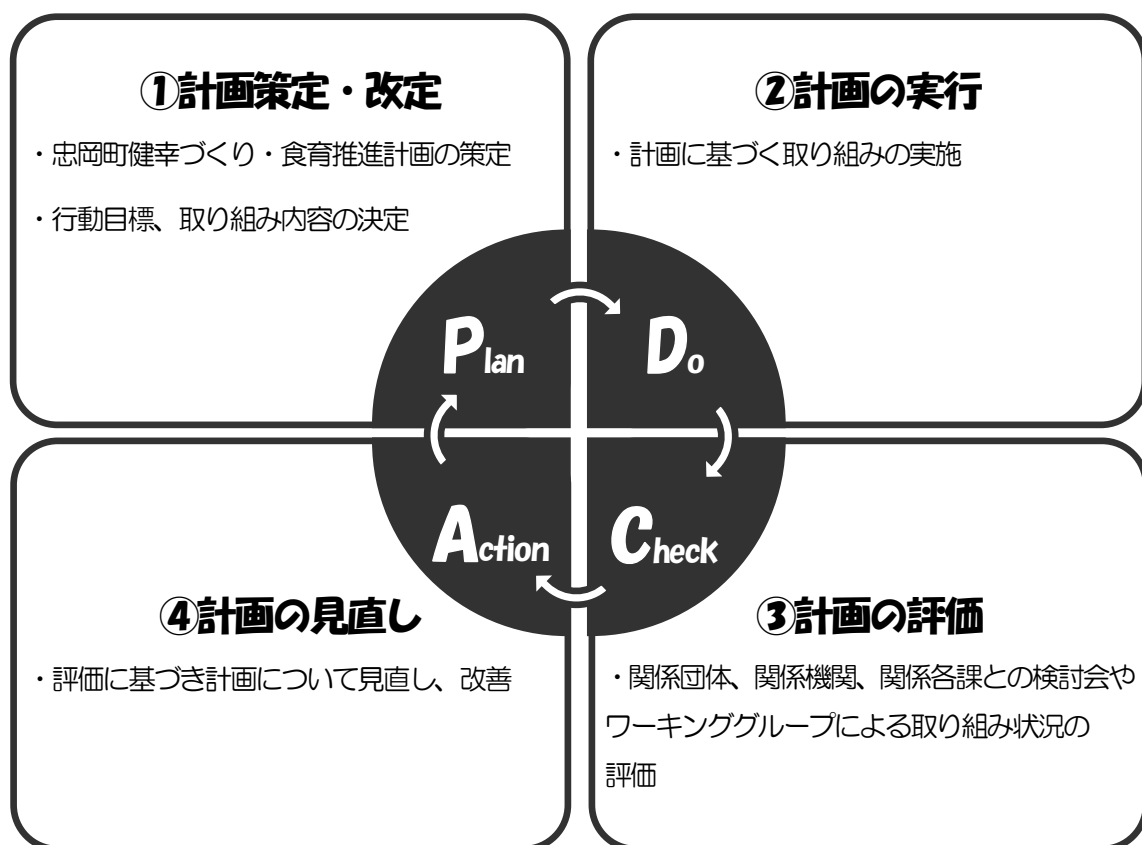 ①計画策定・改定
・忠岡町健幸づくり・食育推進計画の策定
・行動目標、取り組み内容の決定
②計画の実行
・計画に基づく取り組みの実施
Plan
Do
Action
Check
④計画の見直し
・評価に基づき計画について見直し、改善
③計画の評価
・関係団体、関係機関、関係各課との検討会や
ワーキンググループによる取り組み状況の
評価